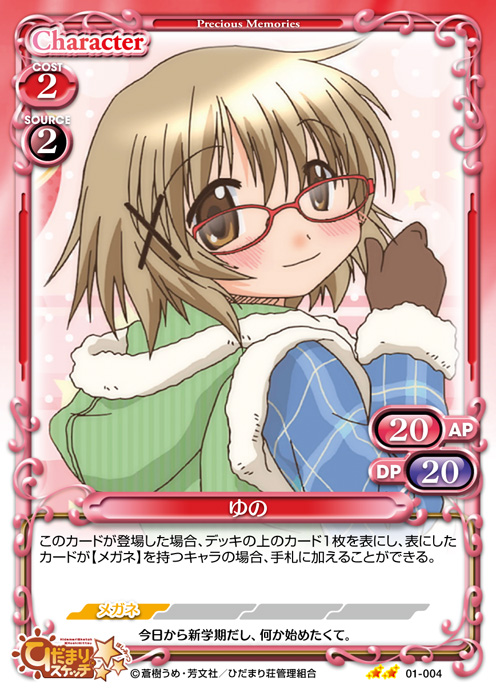 Precious Memories
Character
COST
2
SOURCE
2
20 AP
DP 20
ゆの
このカードが登場した場合、デッキの上のカード1枚を表にし、表にした
カードが【メガネ】を持つキャラの場合、手札に加えることができる。
メガネ
今日から新学期だし、何か始めたくて。
ひだまり
スケッチ
©蒼樹うめ・芳文社／ひだまり荘管理組合
01-004